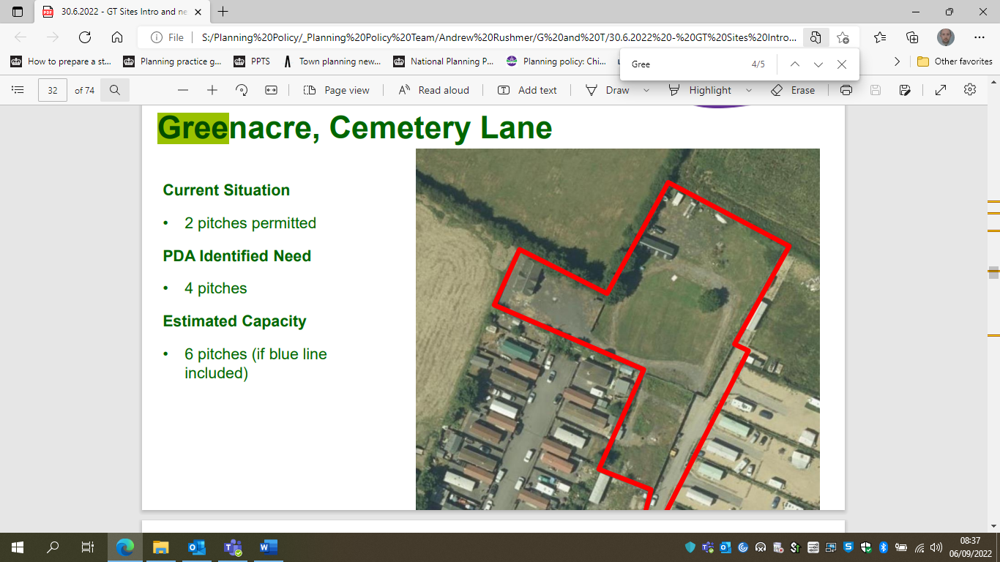 30.6.2022 - GT Sites Intro and ne
File
S:/Planning%20Policy/_Planning%20Policy%20Team/Andrew%20Rushmer/G%20and%20T/30.6.2022%20-%20GT%20Sites%20Intro...
How to prepare a st...
Planning practice g...
PPTS
Town planning new...
National Planning P...
Planning policy: Chi...
Other favorites
Gree
4/5
32
of 74
Page view
Read aloud
Add text
Draw
Highlight
Erase
Greenacre, Cemetery Lane
Current Situation
• 2 pitches permitted
PDA Identified Need
• 4 pitches
Estimated Capacity
• 6 pitches (if blue line
included)
08:37
06/09/2022